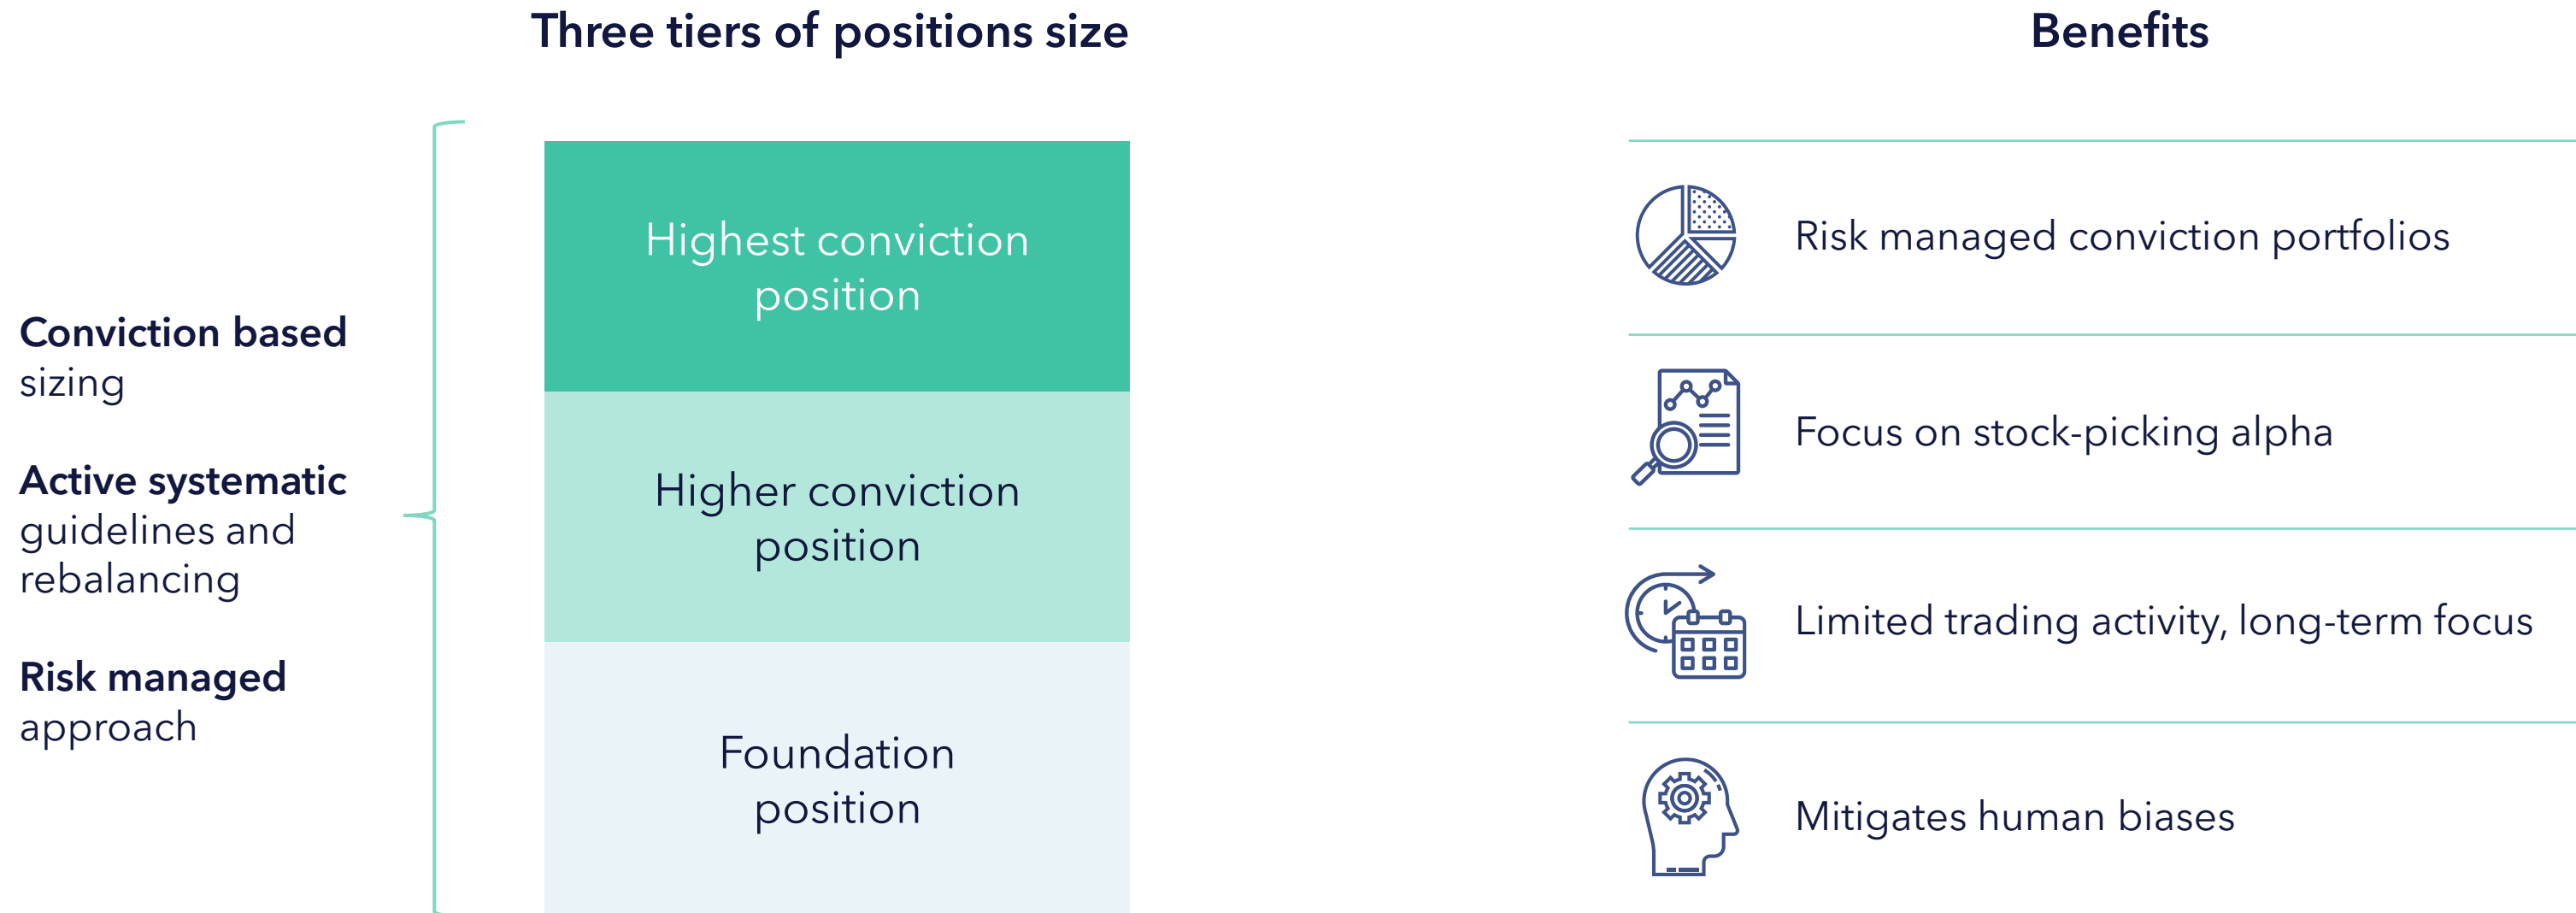 Three tiers of positions size
Benefits
Conviction based
sizing
Active systematic
guidelines and
rebalancing
Risk managed
approach
Highest conviction
position
Higher conviction
position
Foundation
position
Risk managed conviction portfolios
Focus on stock-picking alpha
Limited trading activity, long-term focus
Mitigates human biases